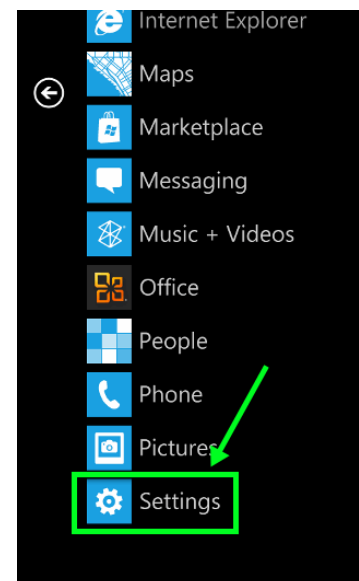 Internet Explorer
Maps
Marketplace
Messaging
Music + Videos
Office
People
Phone
Pictures
Settings